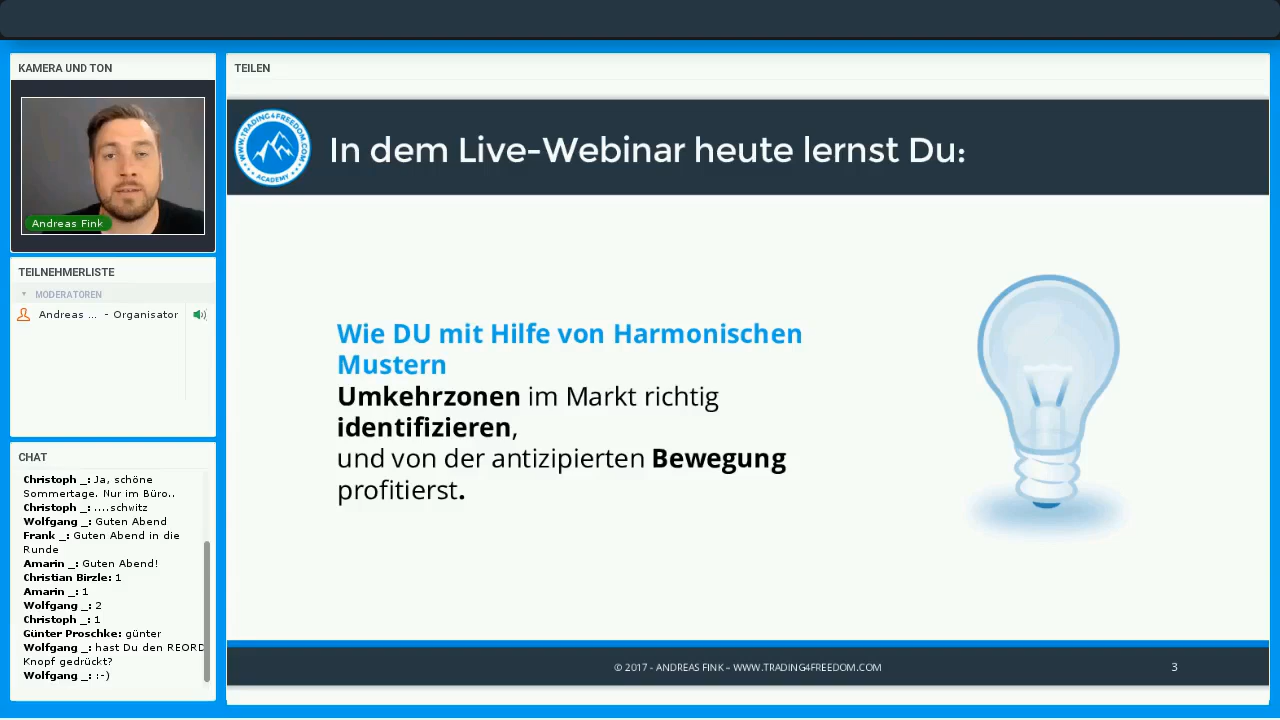 KAMERA UND TON
Andreas Fink
TEILNEHMERLISTE
MODERATOREN
Andreas ... - Organisator
CHAT
Christoph _: Ja, schöne
Sommertage. Nur im Büro..
Christoph _: ....schwitz
Wolfgang _: Guten Abend
Frank _: Guten Abend in die
Runde
Amarin _: Guten Abend!
Christian Birzle: 1
Amarin _: 1
Wolfgang _: 2
Christoph _: 1
Günter Proschke: günter
Wolfgang _: hast Du den REORD
Knopf gedrückt?
Wolfgang _: :-)
TEILEN
WWW.TRADING4FREEDOM.COM
ACADEMY
In dem Live-Webinar heute lernst Du:
Wie DU mit Hilfe von Harmonischen
Mustern
Umkehrzonen im Markt richtig
identifizieren,
und von der antizipierten Bewegung
profitierst.
© 2017 - ANDREAS FINK – WWW.TRADING4FREEDOM.COM
3